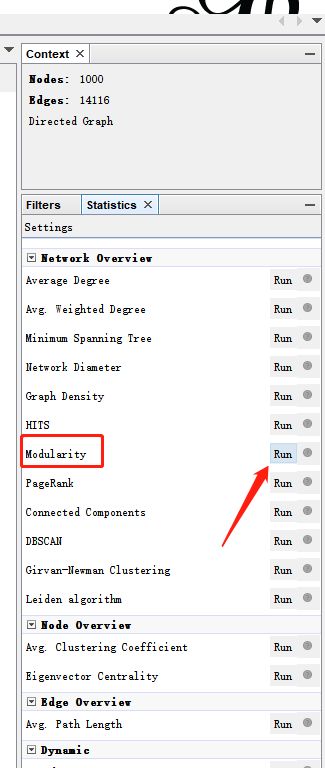 Context
Nodes: 1000
Edges: 14116
Directed Graph
Filters Statistics
Settings
Network Overview
Average Degree Run
Avg. Weighted Degree Run
Minimum Spanning Tree Run
Network Diameter Run
Graph Density Run
HITS Run
Modularity Run
PageRank Run
Connected Components Run
DBSCAN Run
Girvan-Newman Clustering Run
Leiden algorithm Run
Node Overview
Avg. Clustering Coefficient Run
Eigenvector Centrality Run
Edge Overview
Avg. Path Length Run
Dynamic